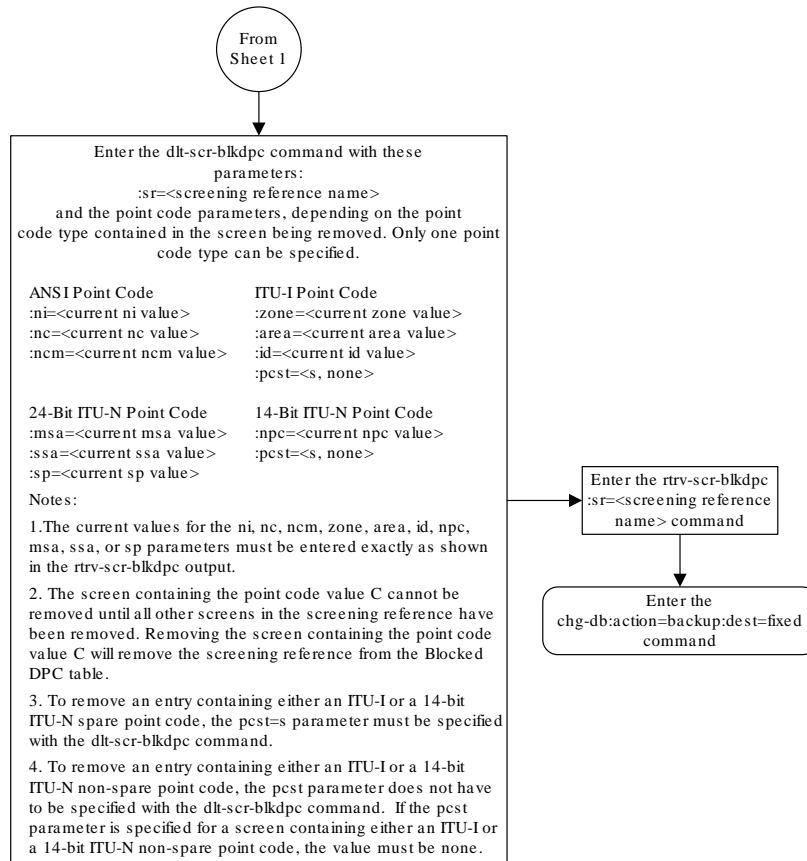 From
Sheet 1
Enter the dlt-scr-blkdpc command with these
parameters:
:sr=<screening reference name>
and the point code parameters, depending on the point
code type contained in the screen being removed. Only one point
code type can be specified.
ANSI Point Code
:ni=<current ni value>
:nc=<current nc value>
:ncm=<current ncm value>
ITU-I Point Code
:zone=<current zone value>
:area=<current area value>
:id=<current id value>
:pcst=<s, none>
24-Bit ITU-N Point Code
:msa=<current msa value>
:ssa=<current ssa value>
:sp=<current sp value>
14-Bit ITU-N Point Code
:npc=<current npc value>
:pcst=<s, none>
Notes:
1.The current values for the ni, nc, ncm, zone, area, id, npc,
msa, ssa, or sp parameters must be entered exactly as shown
in the rtrv-scr-blkdpc output.
2. The screen containing the point code value C cannot be
removed until all other screens in the screening reference have
been removed. Removing the screen containing the point code
value C will remove the screening reference from the Blocked
DPC table.
3. To remove an entry containing either an ITU-I or a 14-bit
ITU-N spare point code, the pcst=s parameter must be specified
with the dlt-scr-blkdpc command.
4. To remove an entry containing either an ITU-I or a 14-bit
ITU-N non-spare point code, the pcst parameter does not have
to be specified with the dlt-scr-blkdpc command. If the pcst
parameter is specified for a screen containing either an ITU-I or
a 14-bit ITU-N non-spare point code, the value must be none.
Enter the rtrv-scr-blkdpc
:sr=<screening reference
name> command
Enter the
chg-db:action=backup:dest=fixed
command